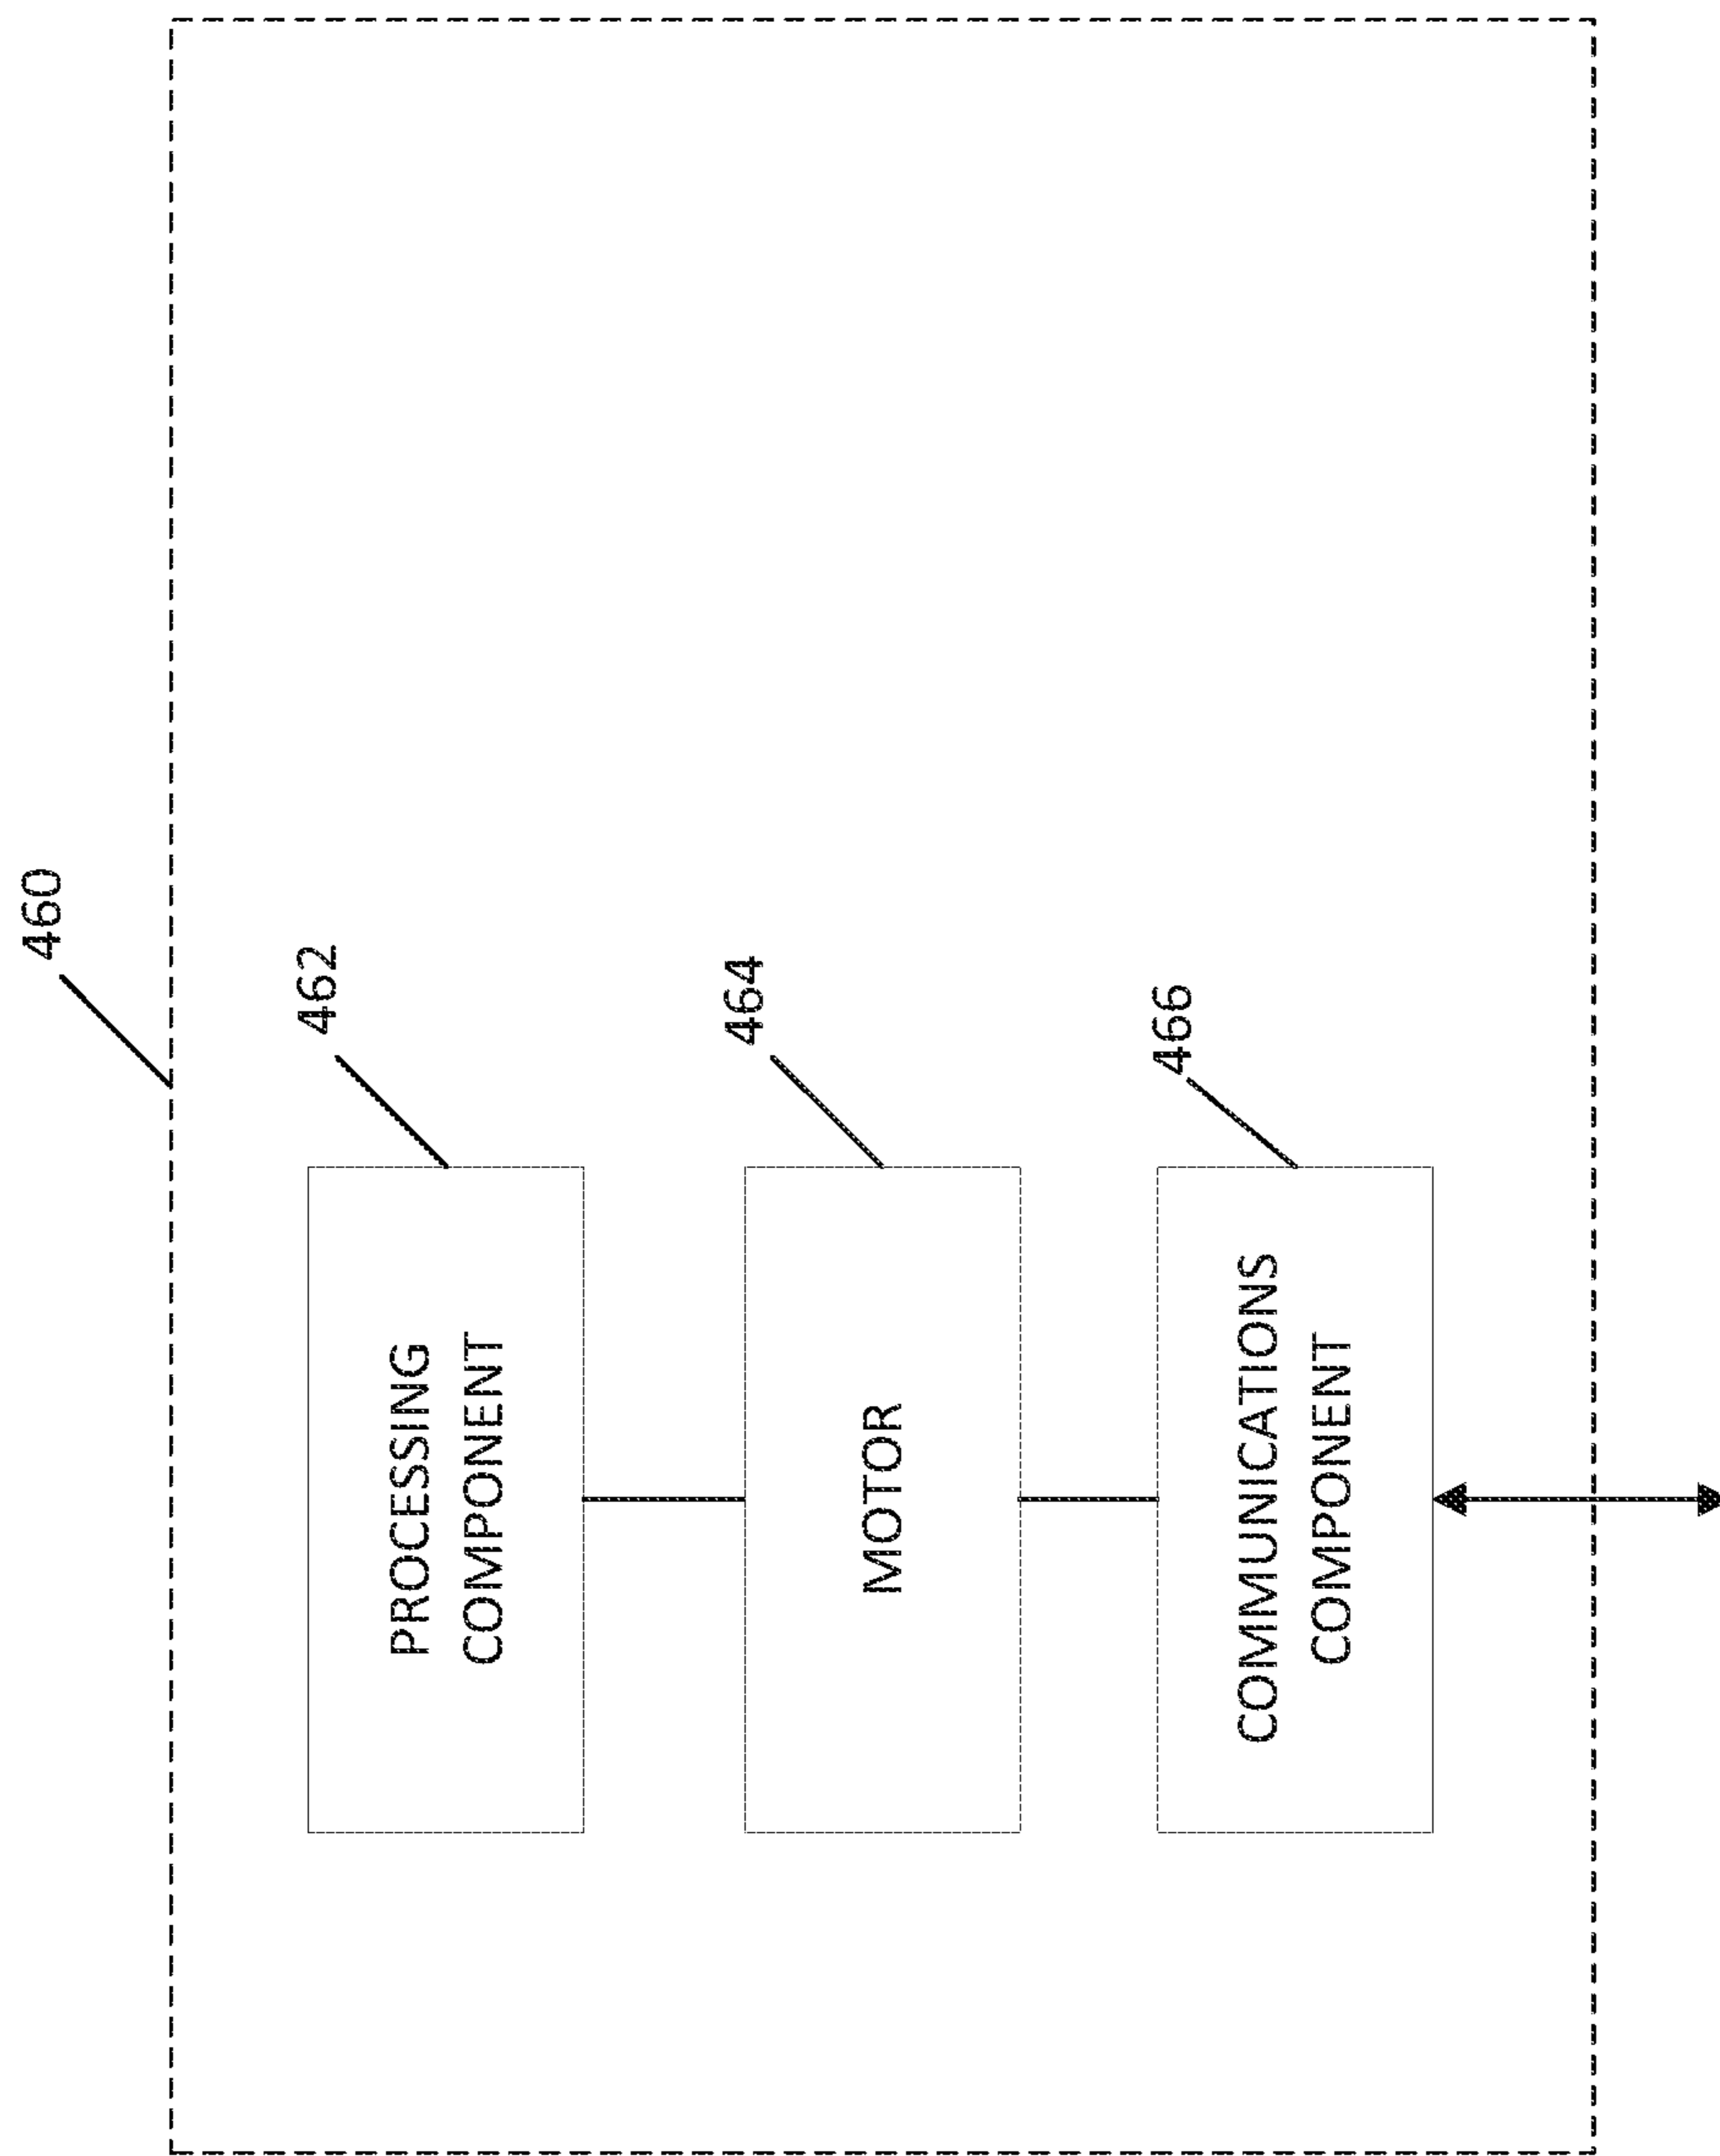 460
462
PROCESSING
COMPONENT
464
MOTOR
466
COMMUNICATIONS
COMPONENT